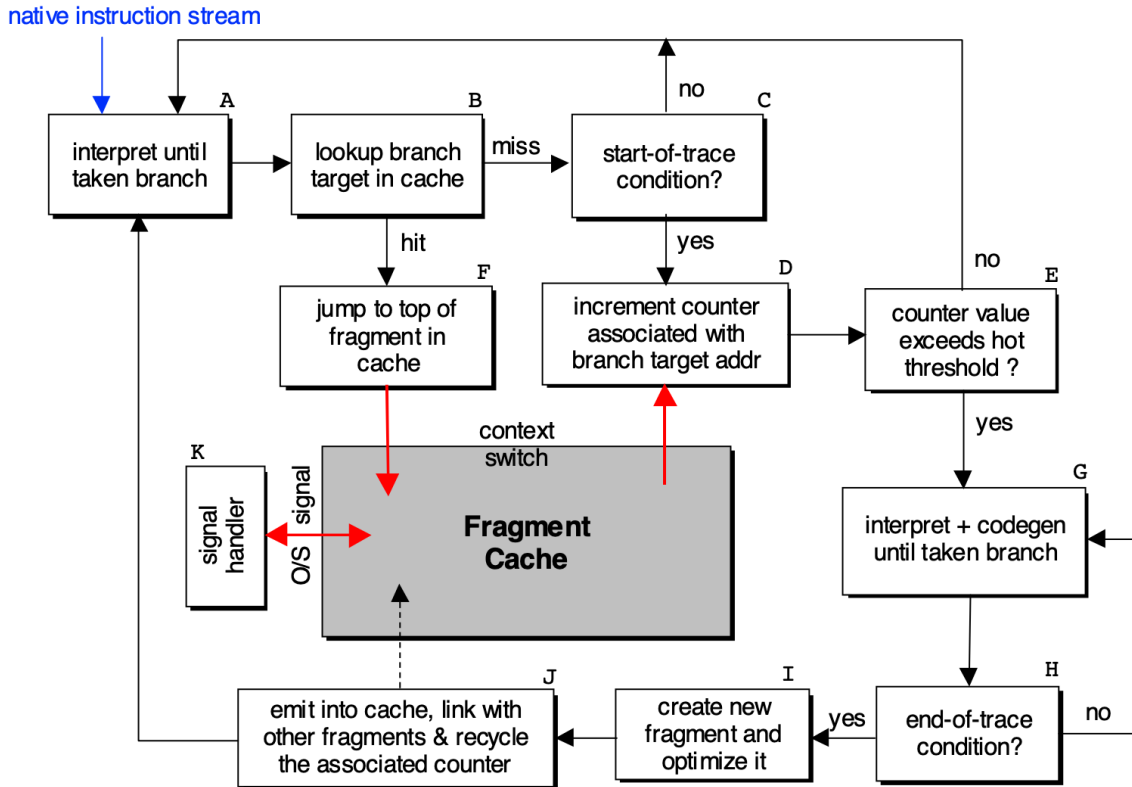 native instruction stream
A
interpret until
taken branch
B
lookup branch
target in cache
miss
hit
no
C
start-of-trace
condition?
yes
F
jump to top of
fragment in
cache
D
increment counter
associated with
branch target addr
no
E
counter value
exceeds hot
threshold ?
yes
context
switch
K
signal
handler
O/S signal
Fragment
Cache
G
interpret + codegen
until taken branch
H
end-of-trace
condition?
no
yes
I
create new
fragment and
optimize it
J
emit into cache, link with
other fragments & recycle
the associated counter